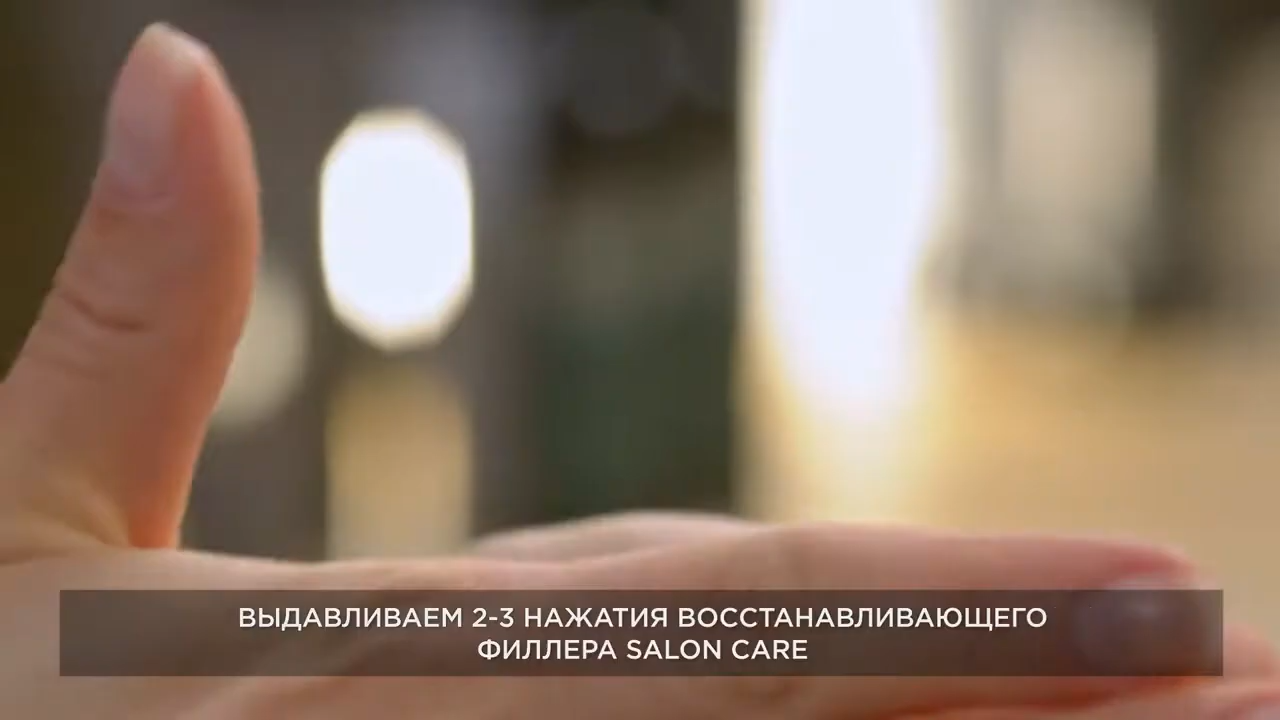 ВЫДАВЛИВАЕМ 2-3 НАЖАТИЯ ВОССТАНАВЛИВАЮЩЕГО
ФИЛЛЕРА SALON CARE